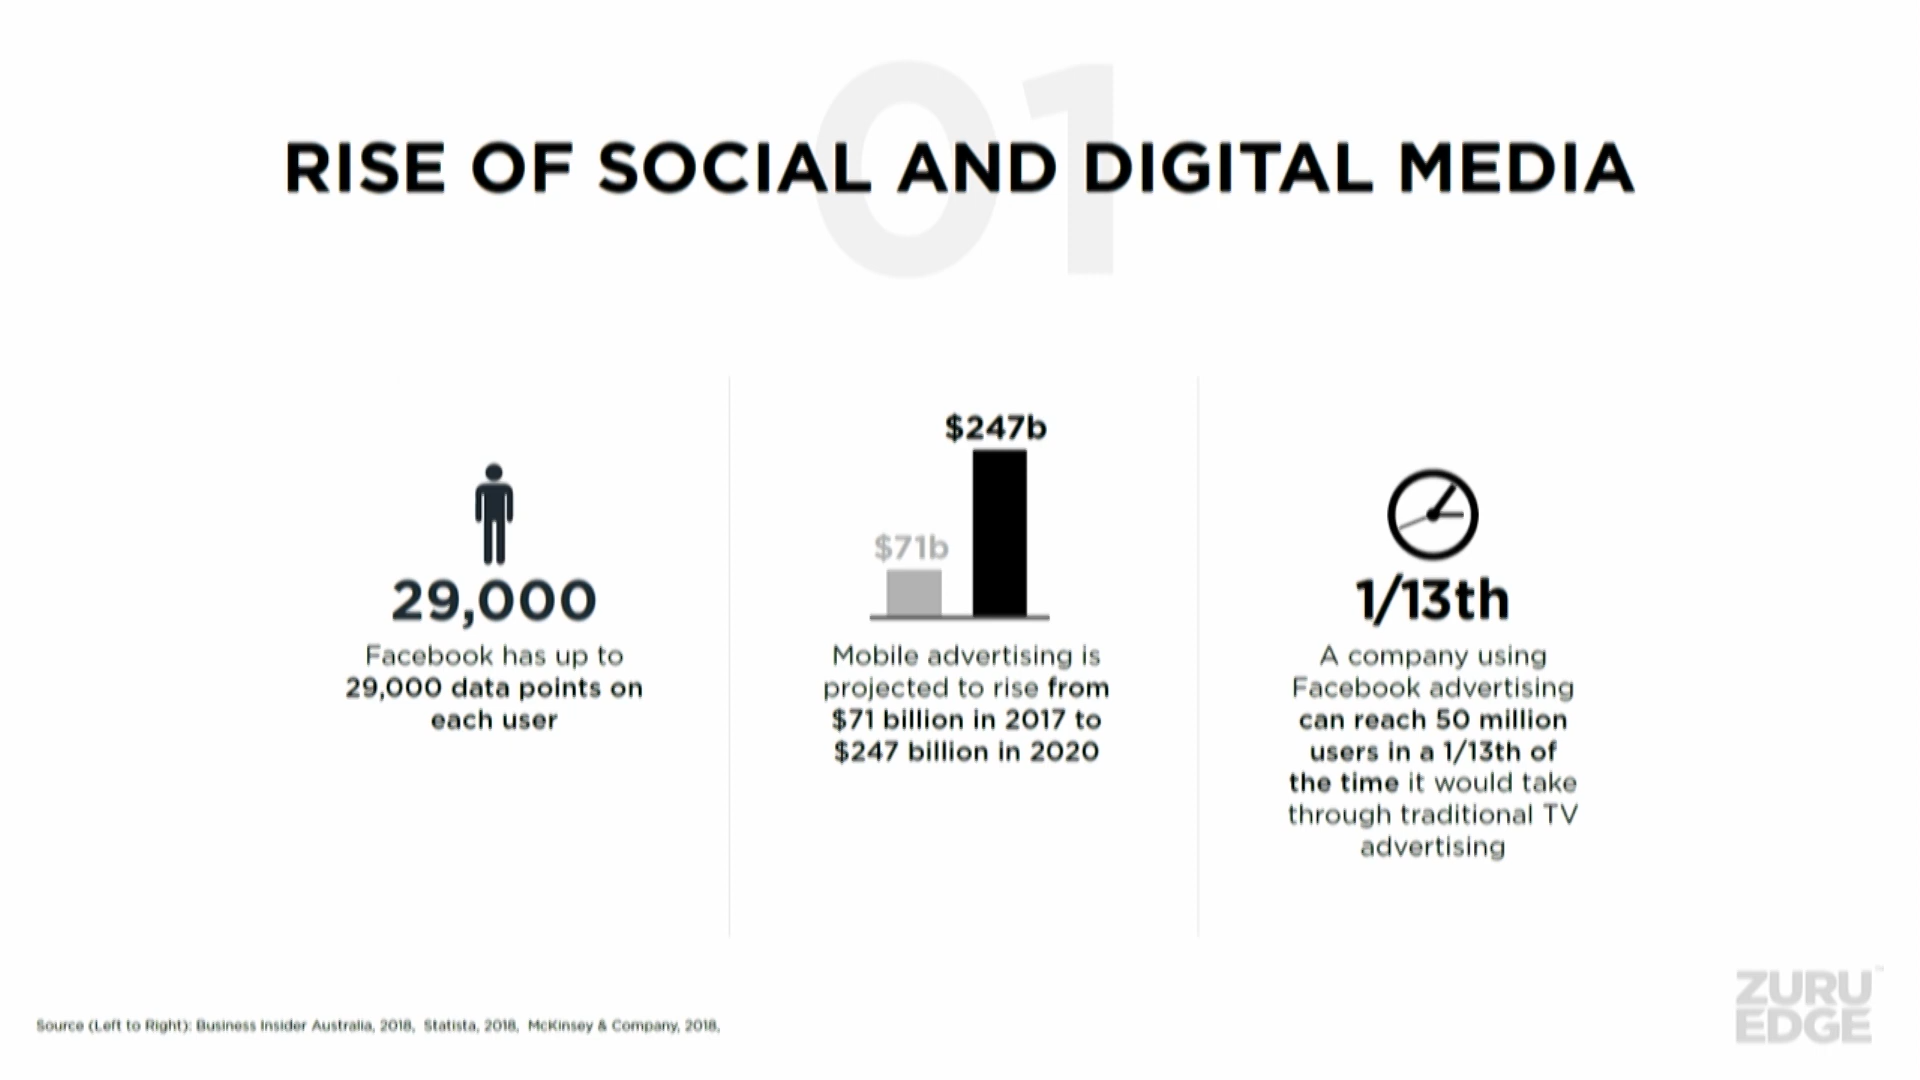 01
RISE OF SOCIAL AND DIGITAL MEDIA
29,000
Facebook has up to
29,000 data points on
each user
$247b
$71b
Mobile advertising is
projected to rise from
$71 billion in 2017 to
$247 billion in 2020
1/13th
A company using
Facebook advertising
can reach 50 million
users in a 1/13th of
the time it would take
through traditional TV
advertising
Source (Left to Right): Business Insider Australia, 2018, Statista, 2018, McKinsey & Company, 2018,
ZURU™
EDGE